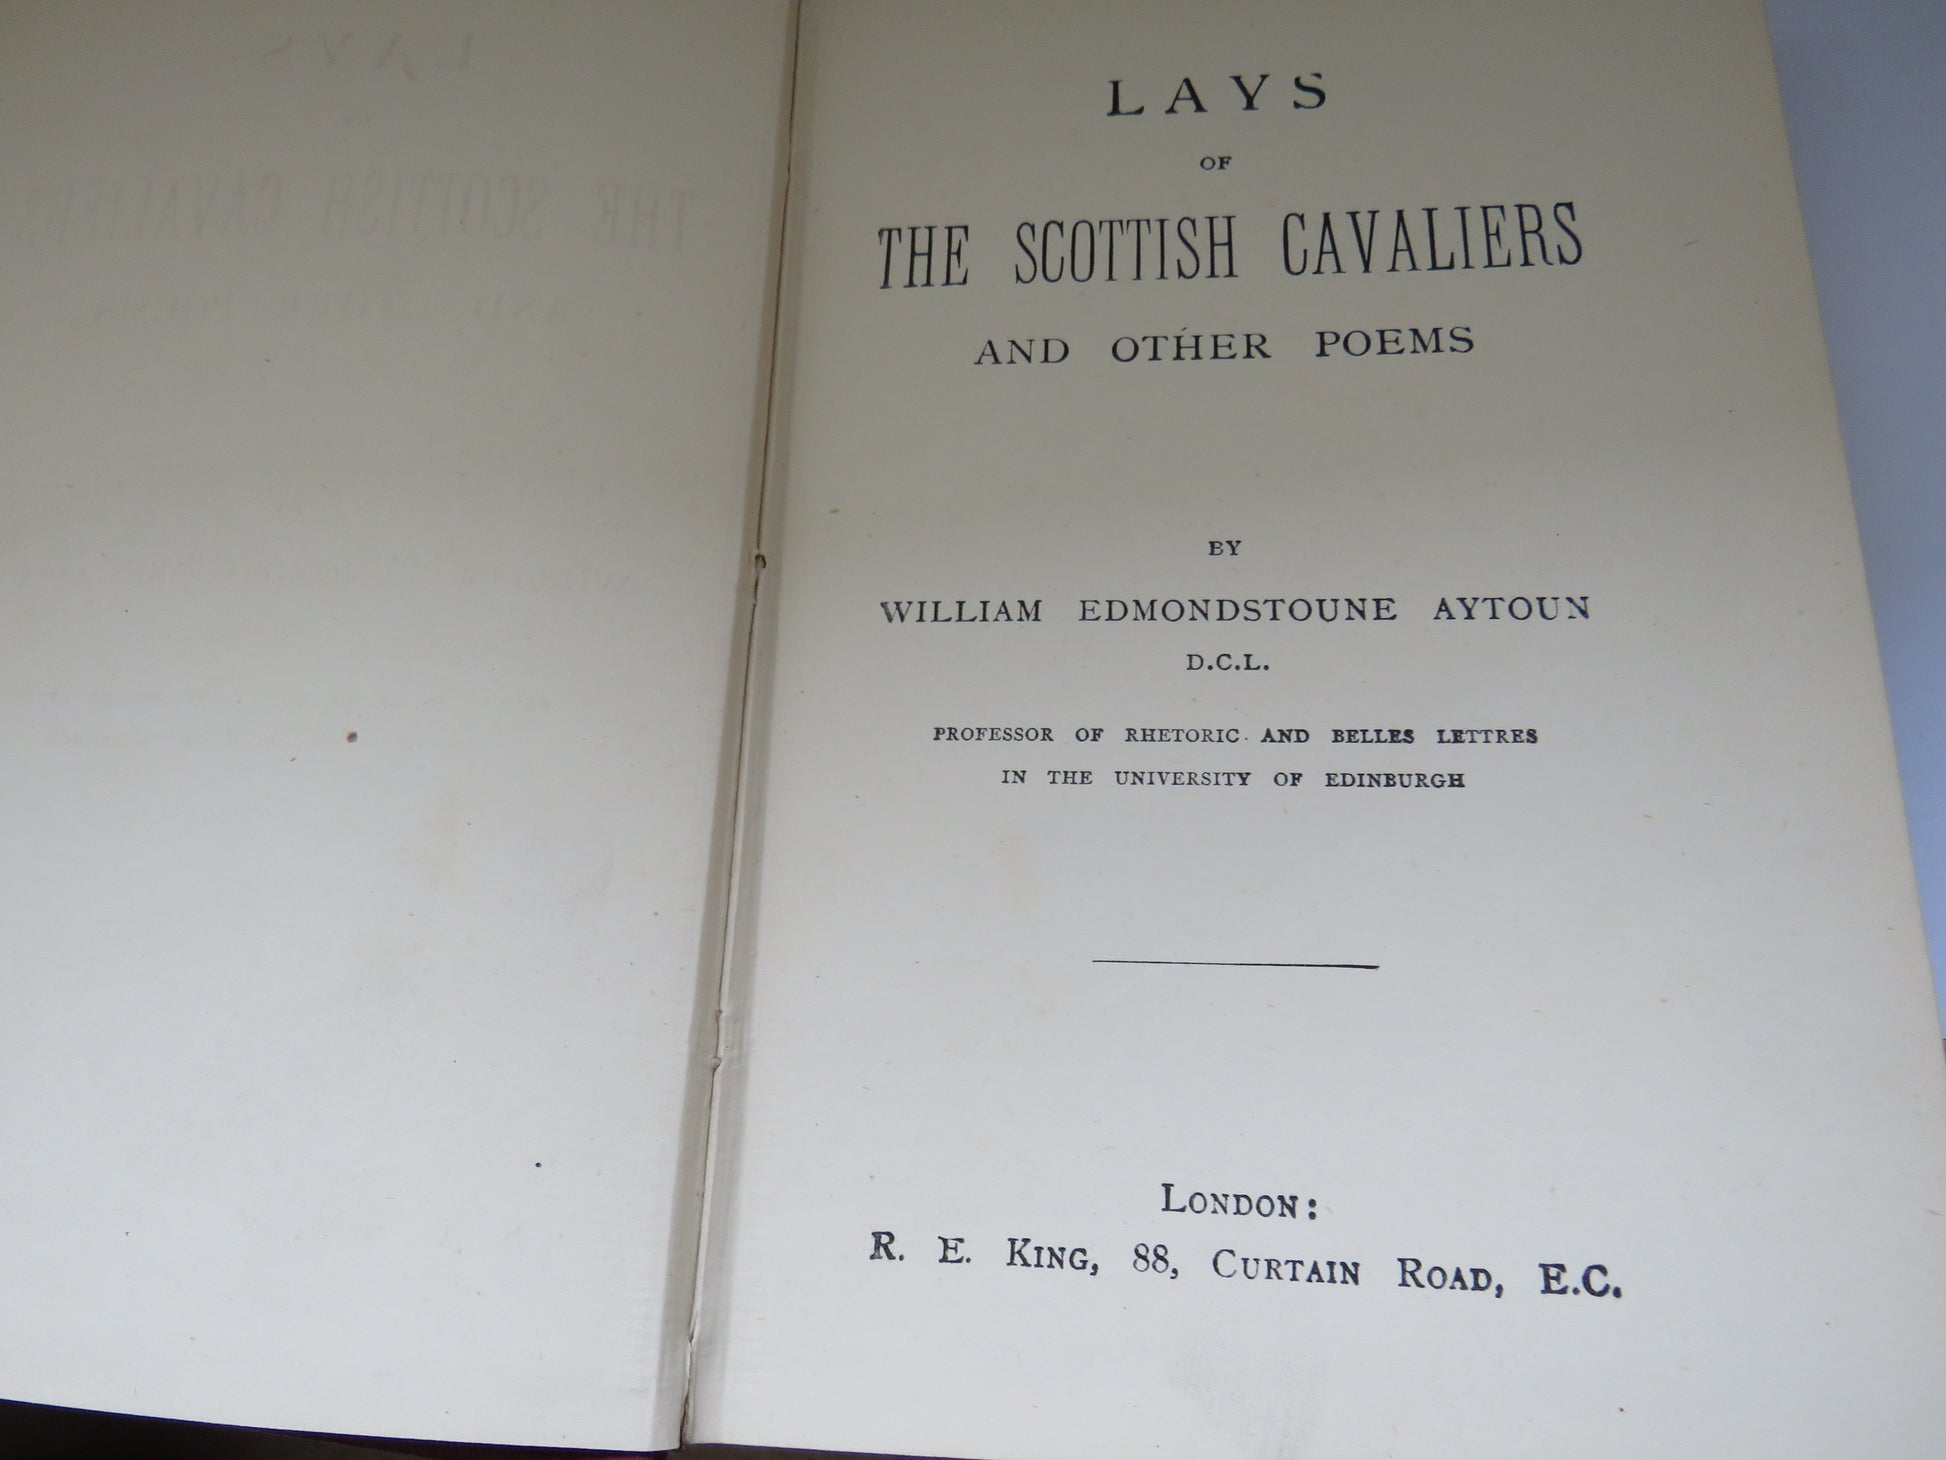 LAYS
OF
THE SCOTTISH CAVALIERS
AND OTHER POEMS
BY
WILLIAM EDMONDSTOUNE AYTOUN
D.C.L.
PROFESSOR OF RHETORIC AND BELLES LETTRES
IN THE UNIVERSITY OF EDINBURGH
LONDON:
R. E. KING, 88, CURTAIN ROAD, E.C.